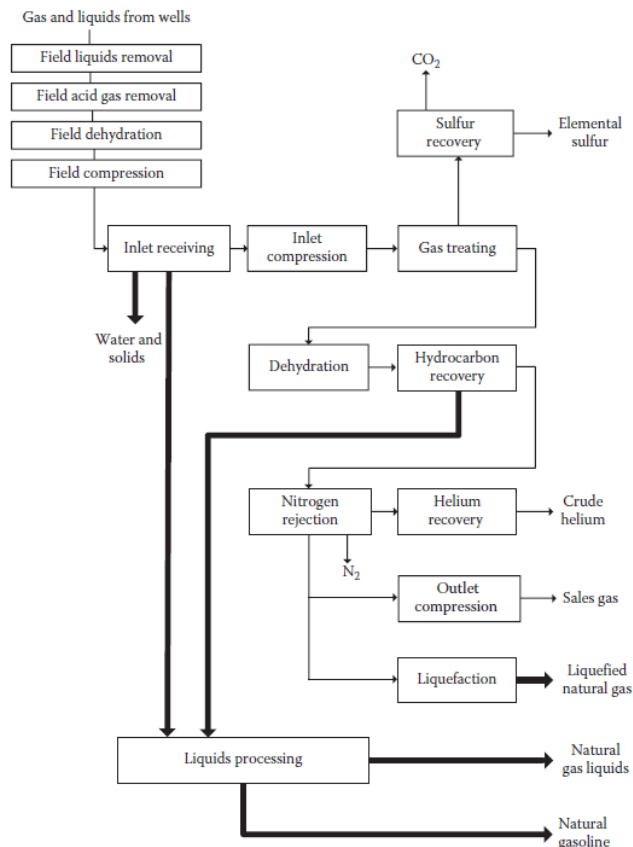 Gas and liquids from wells
Field liquids removal
Field acid gas removal
Field dehydration
Field compression
CO2
Sulfur
recovery
Elemental
sulfur
Inlet receiving
Inlet
compression
Gas treating
Water and
solids
Dehydration
Hydrocarbon
recovery
Nitrogen
rejection
Helium
recovery
Crude
helium
N2
Outlet
compression
Sales gas
Liquefaction
Liquefied
natural gas
Liquids processing
Natural
gas liquids
Natural
gasoline